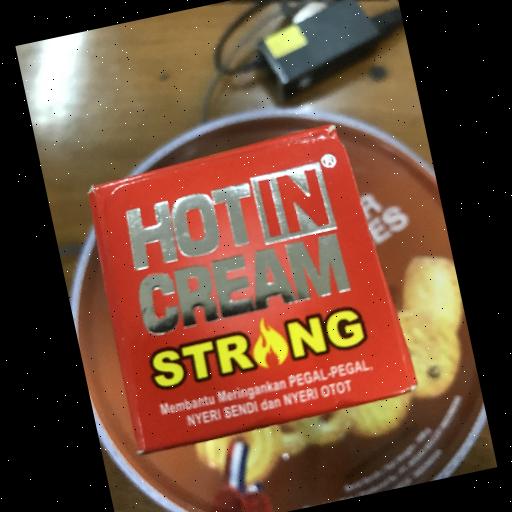 HOT IN®
CREAM
STRONG
Membantu Meringankan PEGAL-PEGAL,
NYERI SENDI dan NYERI OTOT